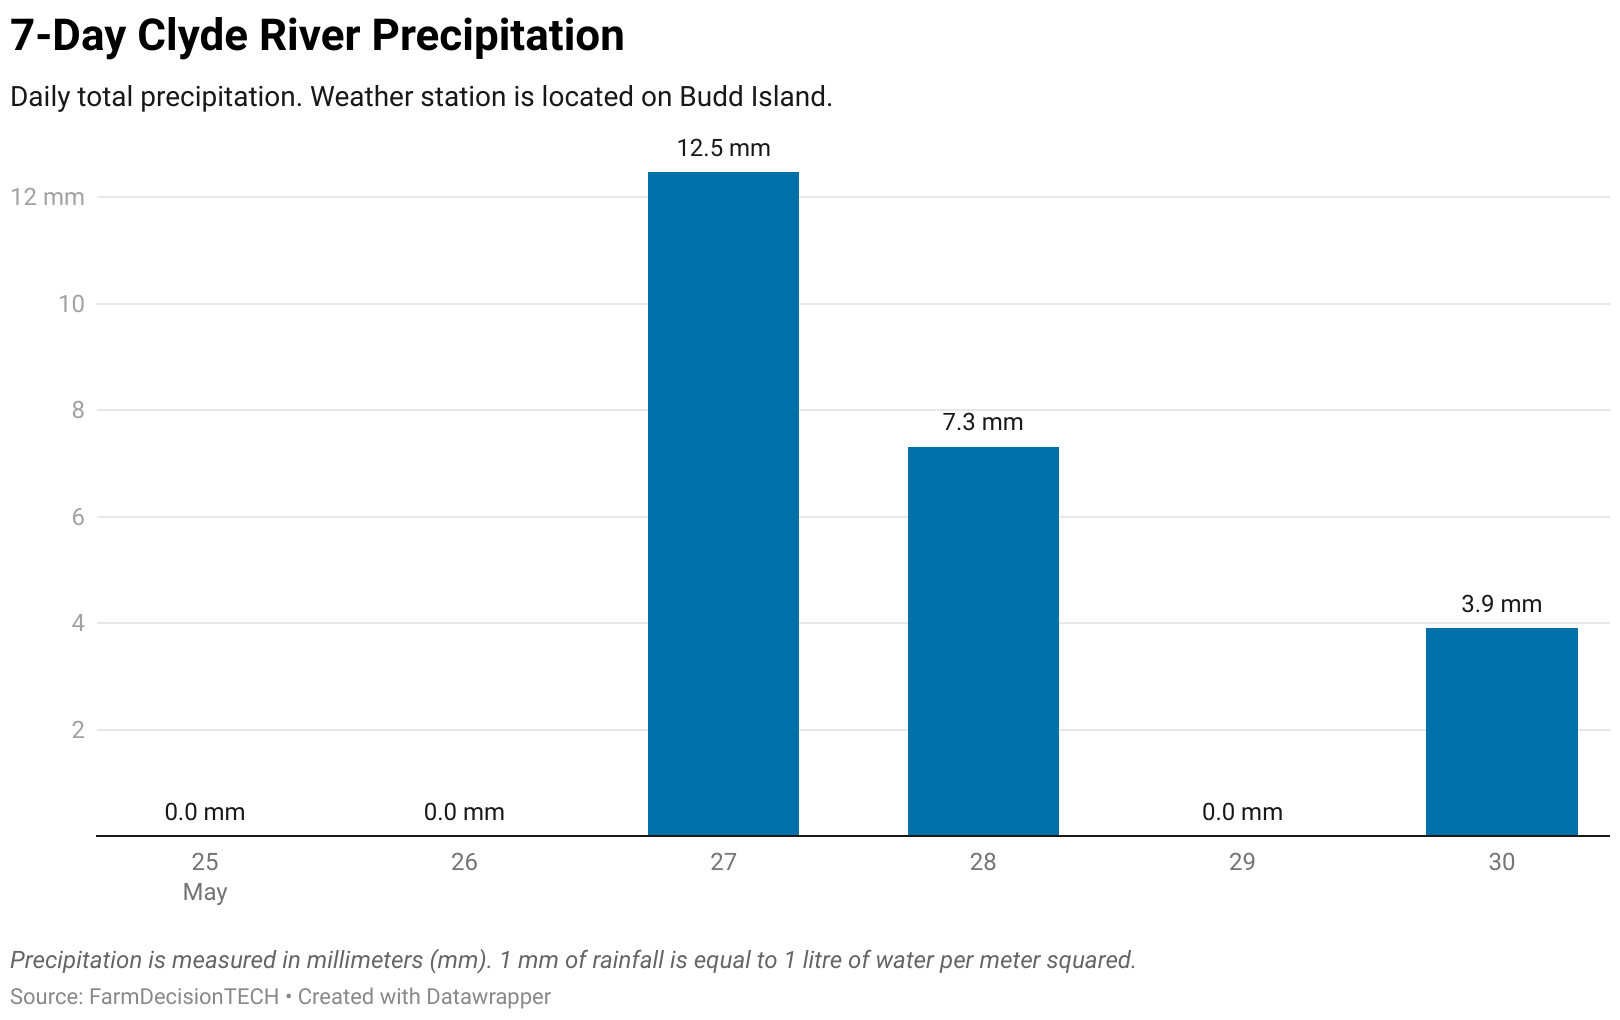 7-Day Clyde River Precipitation
Daily total precipitation. Weather station is located on Budd Island.
12.5 mm
12 mm
10
8
7.3 mm
6
4
3.9 mm
2
0.0 mm 0.0 mm 0.0 mm
25 26 27 28 29 30
May
Precipitation is measured in millimeters (mm). 1 mm of rainfall is equal to 1 litre of water per meter squared.
Source: FarmDecisionTECH • Created with Datawrapper